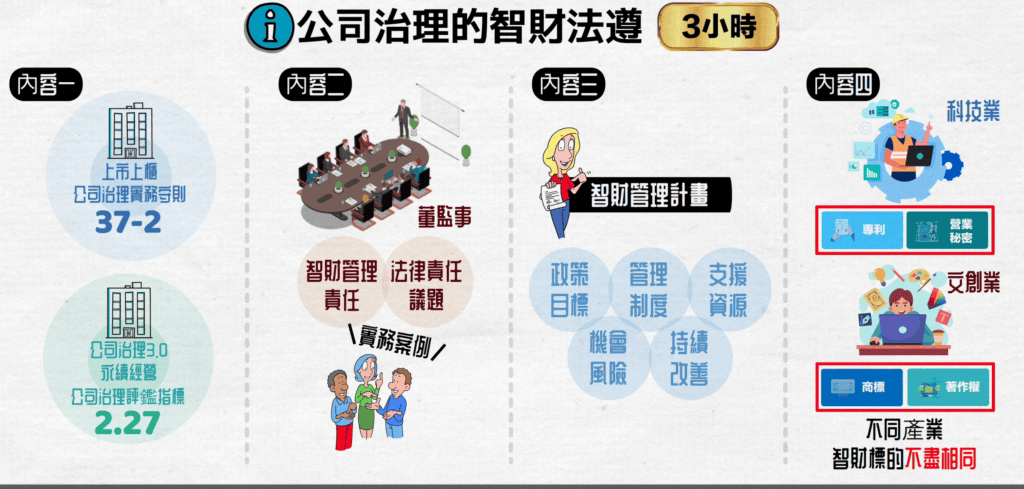 i 公司治理的智財法遵 3小時
內容一
上市上櫃
公司治理實務守則
37-2
公司治理3.0
永續經營
公司治理評鑑指標
2.27
內容二
董監事
智財管理
責任
法律責任
議題
\實務案例/
內容三
智財管理計畫
政策
目標
管理
制度
支援
資源
機會
風險
持續
改善
內容四
科技業
專利
營業
秘密
文創業
商標
著作權
不同產業
智財標的不盡相同